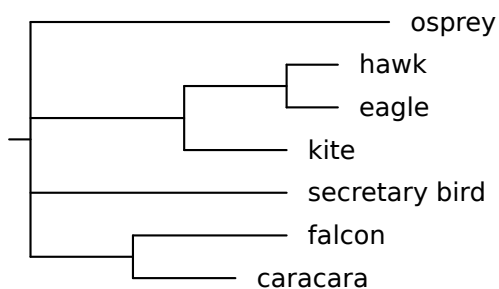 osprey
hawk
eagle
kite
secretary bird
falcon
caracara